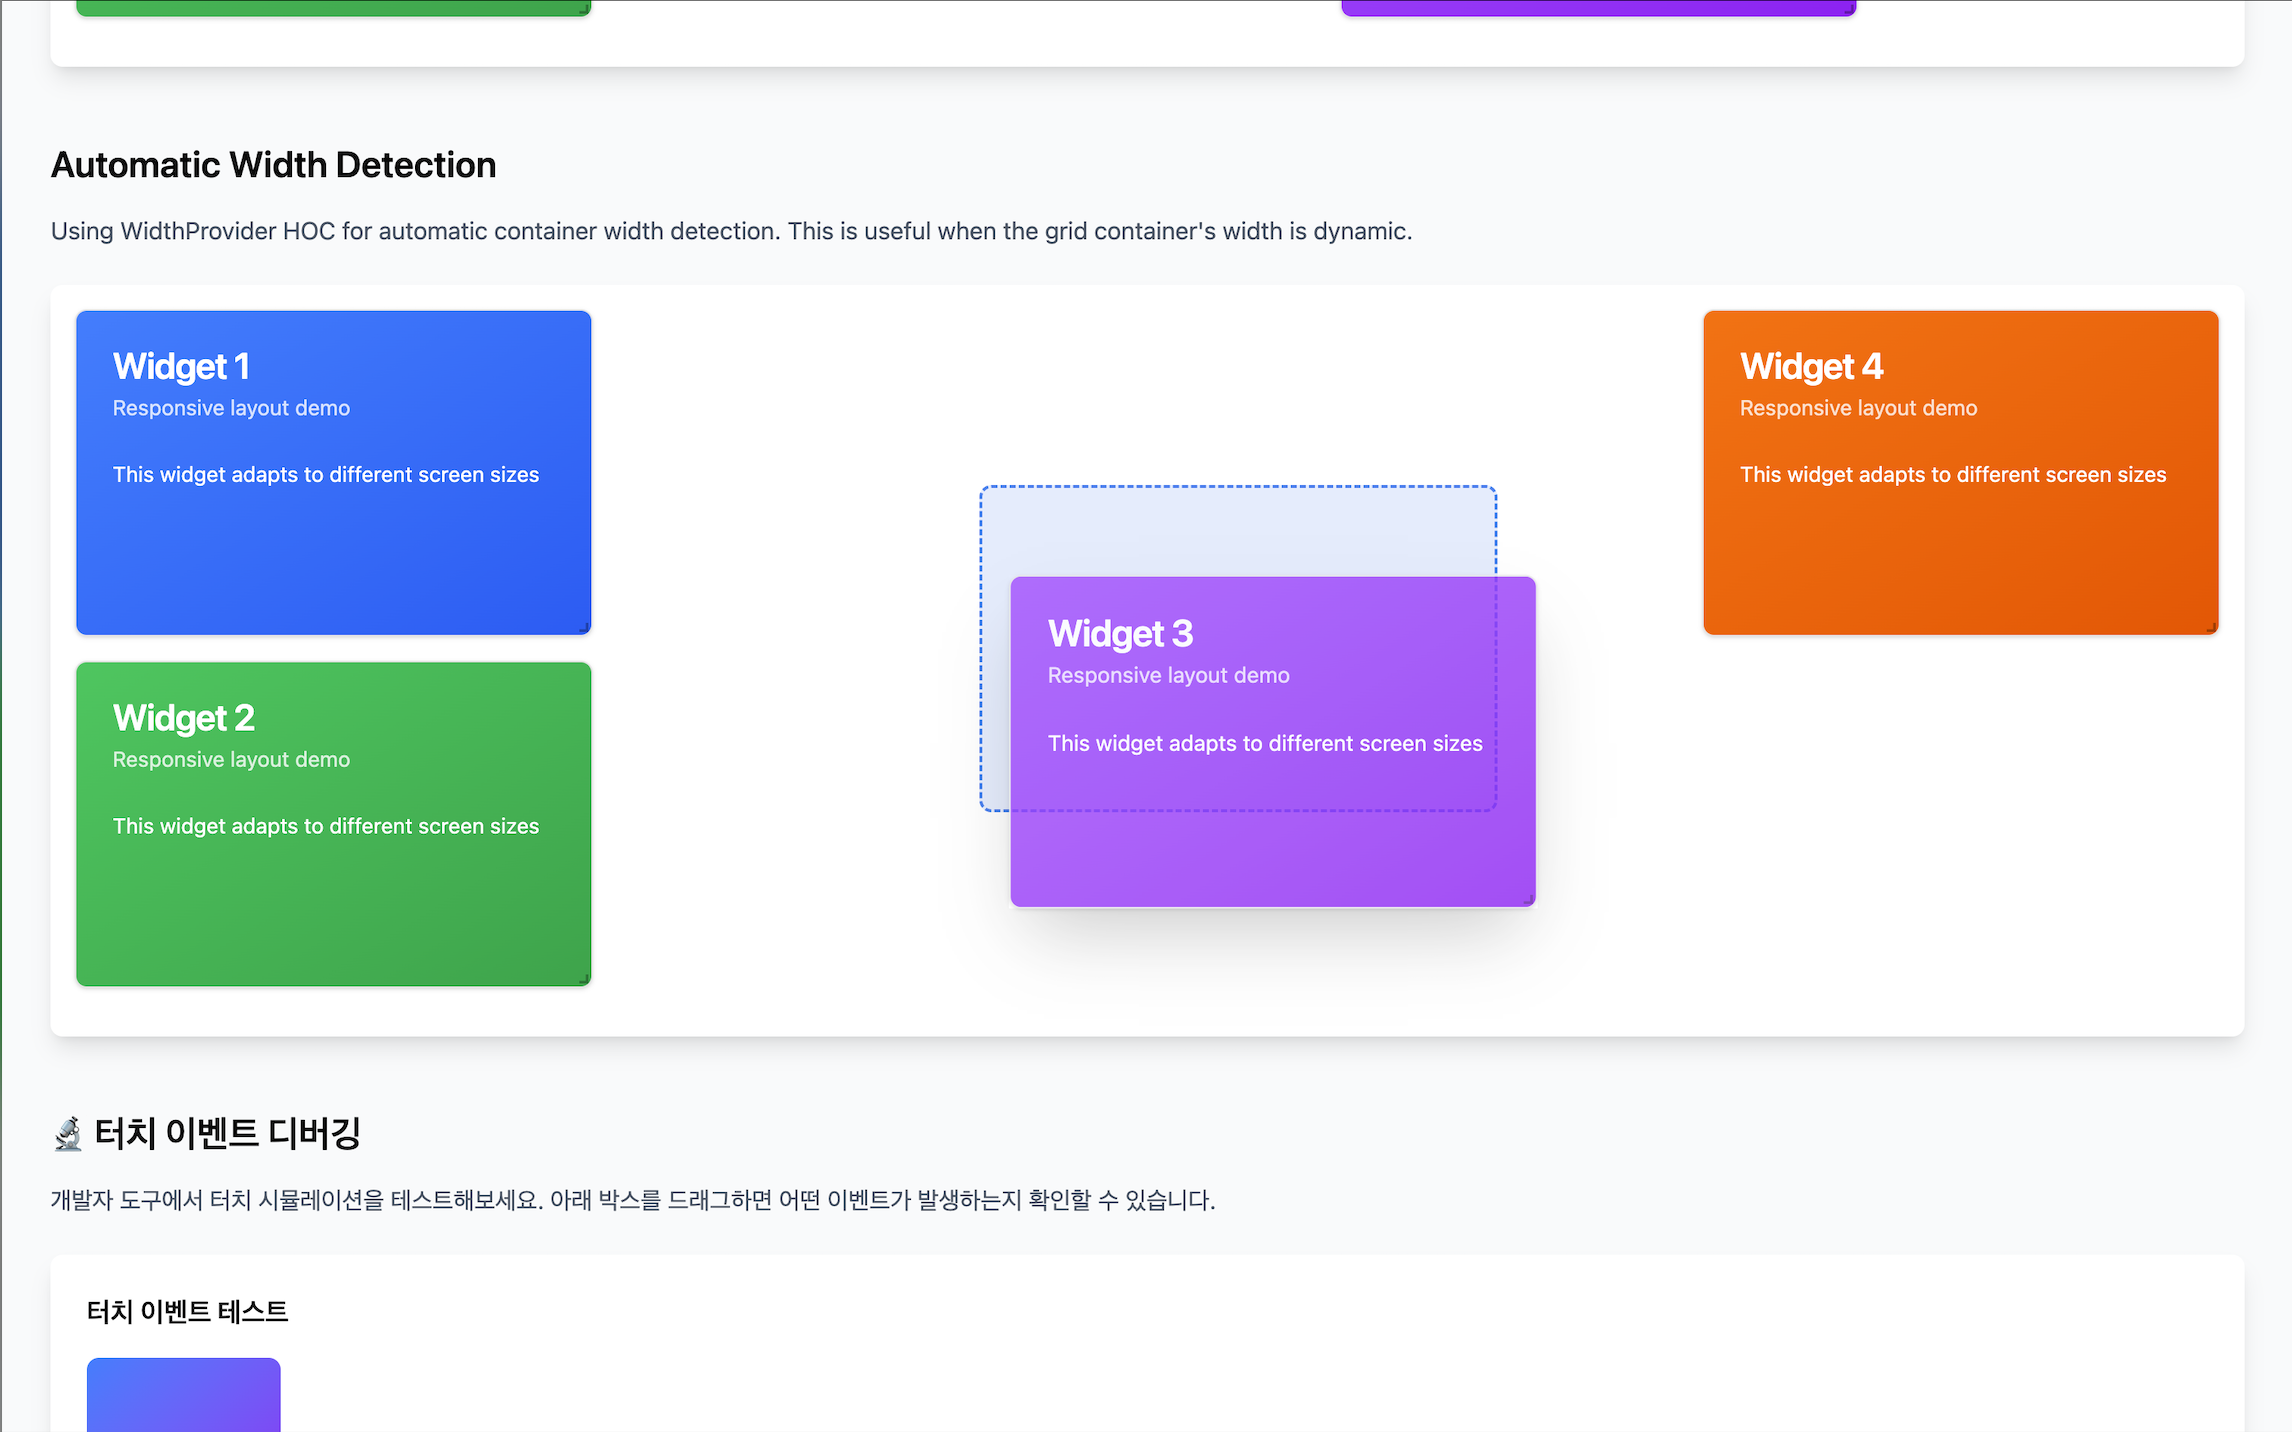 Automatic Width Detection
Using WidthProvider HOC for automatic container width detection. This is useful when the grid container's width is dynamic.
Widget 1
Responsive layout demo
This widget adapts to different screen sizes
Widget 4
Responsive layout demo
This widget adapts to different screen sizes
Widget 3
Responsive layout demo
This widget adapts to different screen sizes
Widget 2
Responsive layout demo
This widget adapts to different screen sizes
🔬 터치 이벤트 디버깅
개발자 도구에서 터치 시뮬레이션을 테스트해보세요. 아래 박스를 드래그하면 어떤 이벤트가 발생하는지 확인할 수 있습니다.
터치 이벤트 테스트